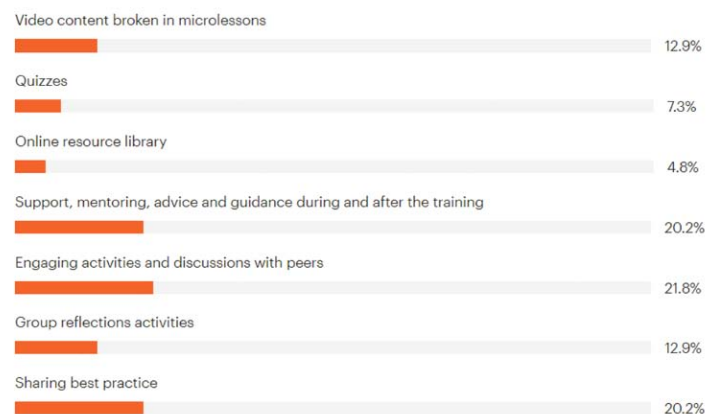 Video content broken in microlessons
12.9%
Quizzes
7.3%
Online resource library
4.8%
Support, mentoring, advice and guidance during and after the training
20.2%
Engaging activities and discussions with peers
21.8%
Group reflections activities
12.9%
Sharing best practice
20.2%